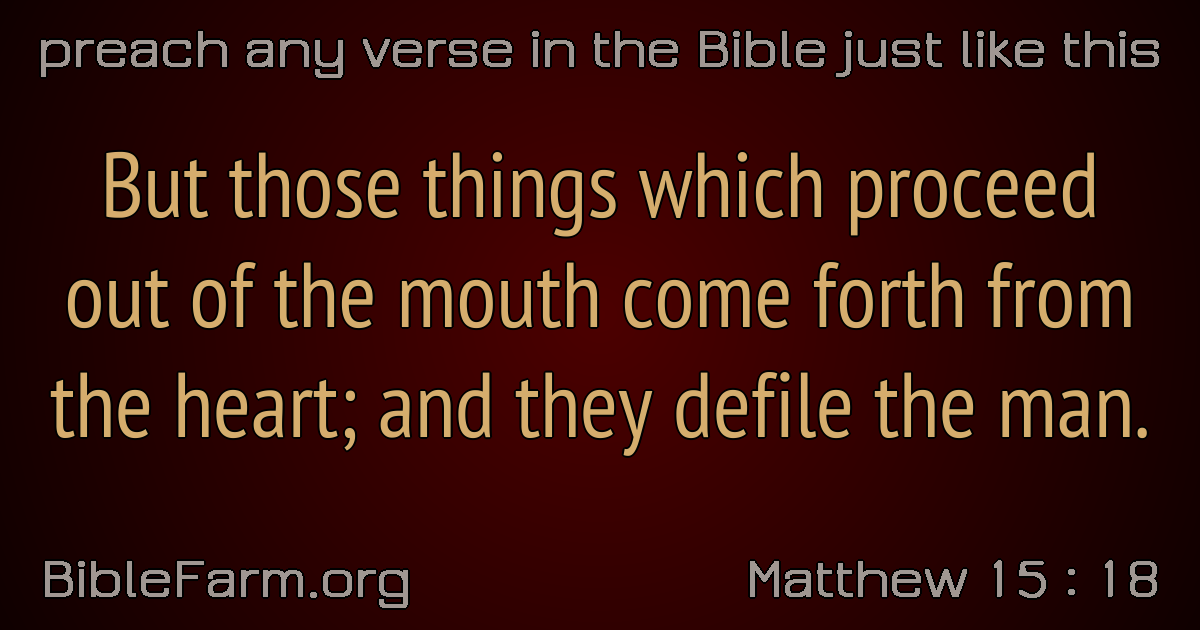 preach any verse in the Bible just like this
But those things which proceed
out of the mouth come forth from
the heart; and they defile the man.
BibleFarm.org
Matthew 15 : 18